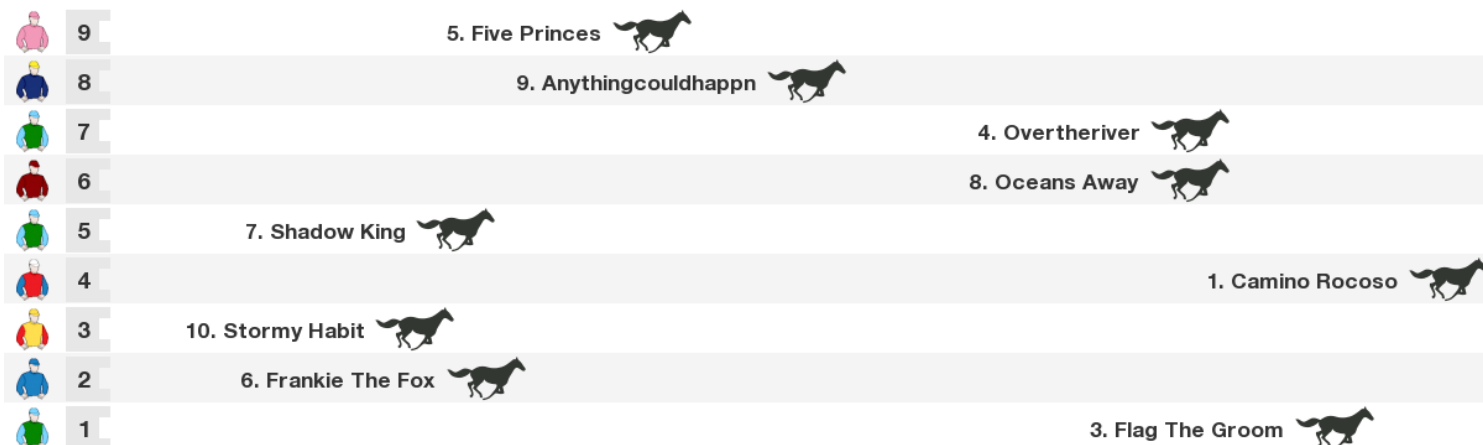 9 5. Five Princes
8 9. Anythingcouldhappn
7 4. Overtheriver
6 8. Oceans Away
5 7. Shadow King
4 1. Camino Rocoso
3 10. Stormy Habit
2 6. Frankie The Fox
1 3. Flag The Groom